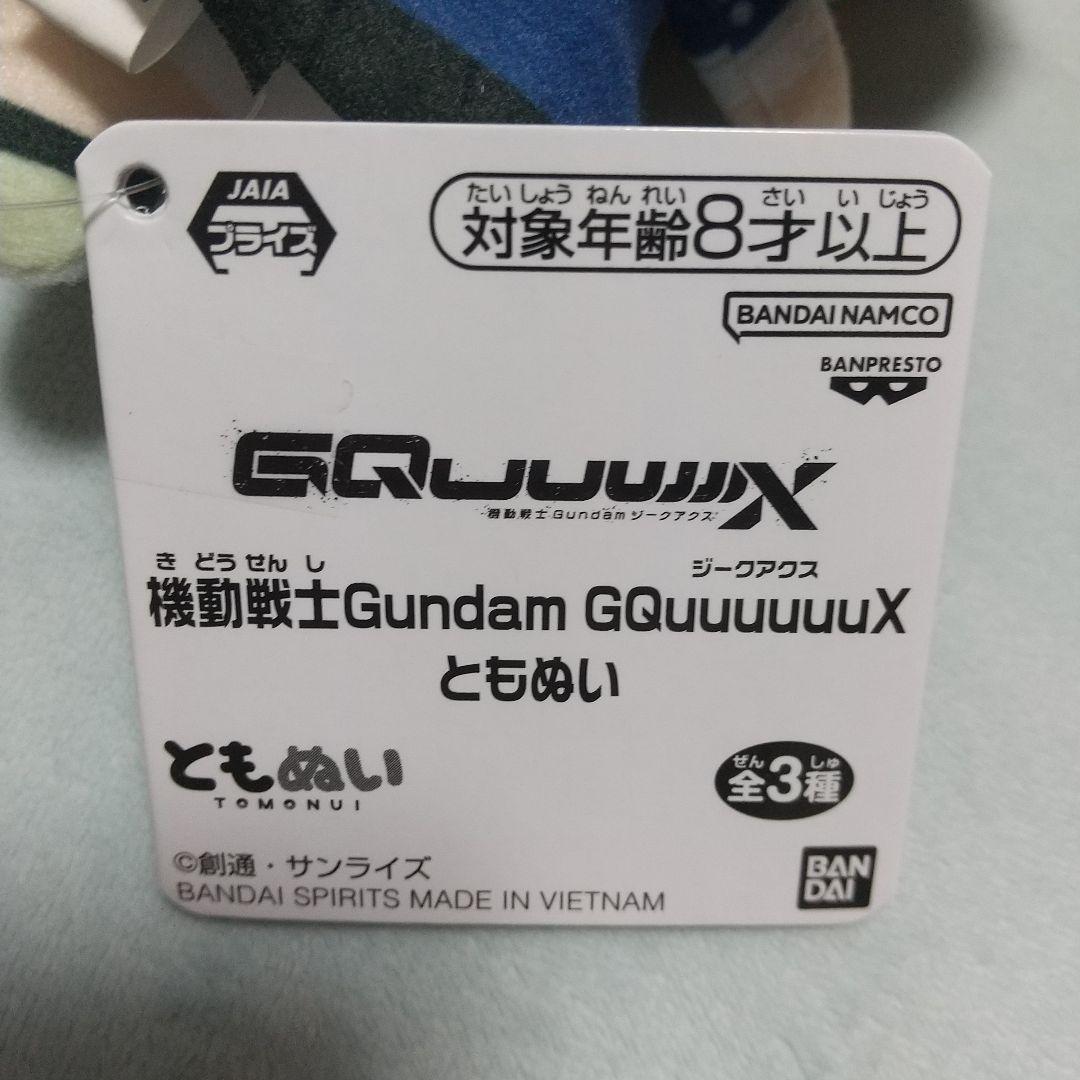 JAIA
プライズ
たいしょうねんれい さいいじょう
対象年齢8才以上
BANDAI NAMCO
BANPRESTO
GQuuuuuuX
機動戦士Gundam ジークアクス
きどうせんし ジークアクス
機動戦士Gundam GQuuuuuuX
ともぬい
ともぬい
TOMONUI
ぜん しゅ
全3種
©創通・サンライズ
BANDAI SPIRITS MADE IN VIETNAM
BAN
DAI